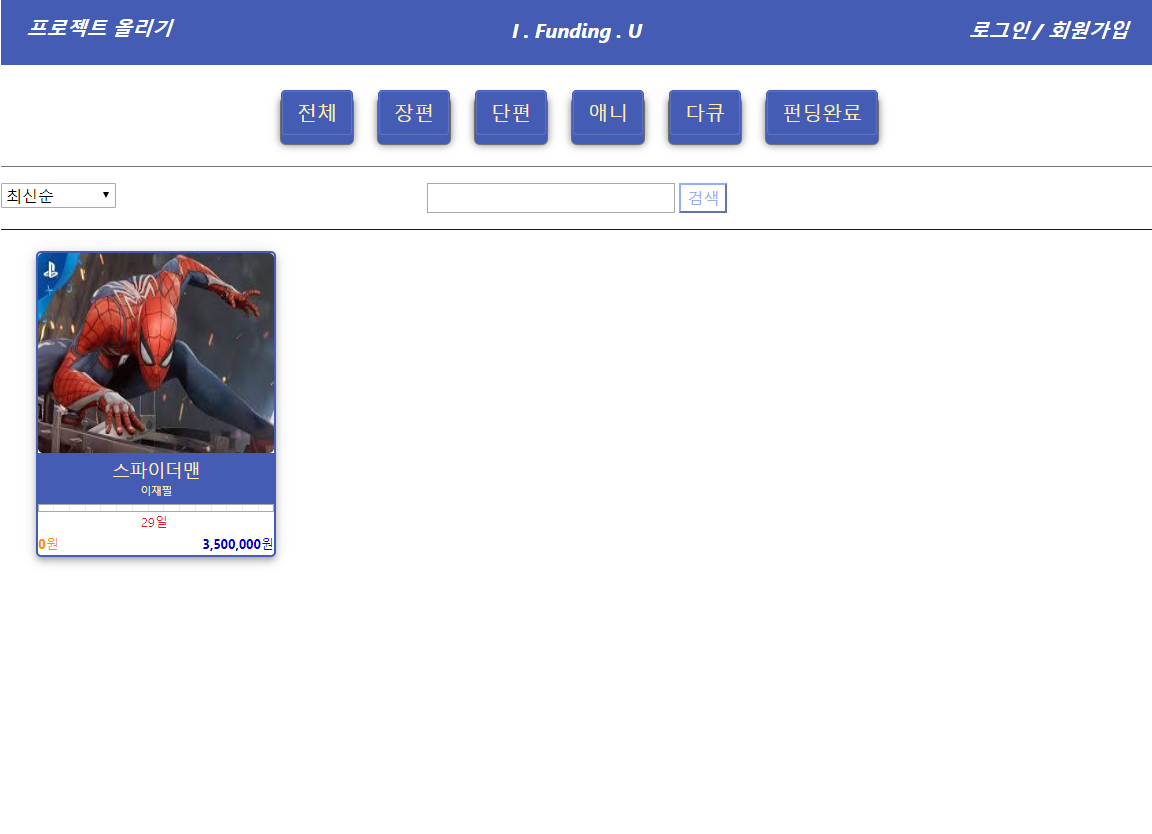 프로젝트 올리기
I . Funding . U
로그인 / 회원가입
전체
장편
단편
애니
다큐
펀딩완료
최신순
검색
스파이더맨
이재필
29일
0원
3,500,000원